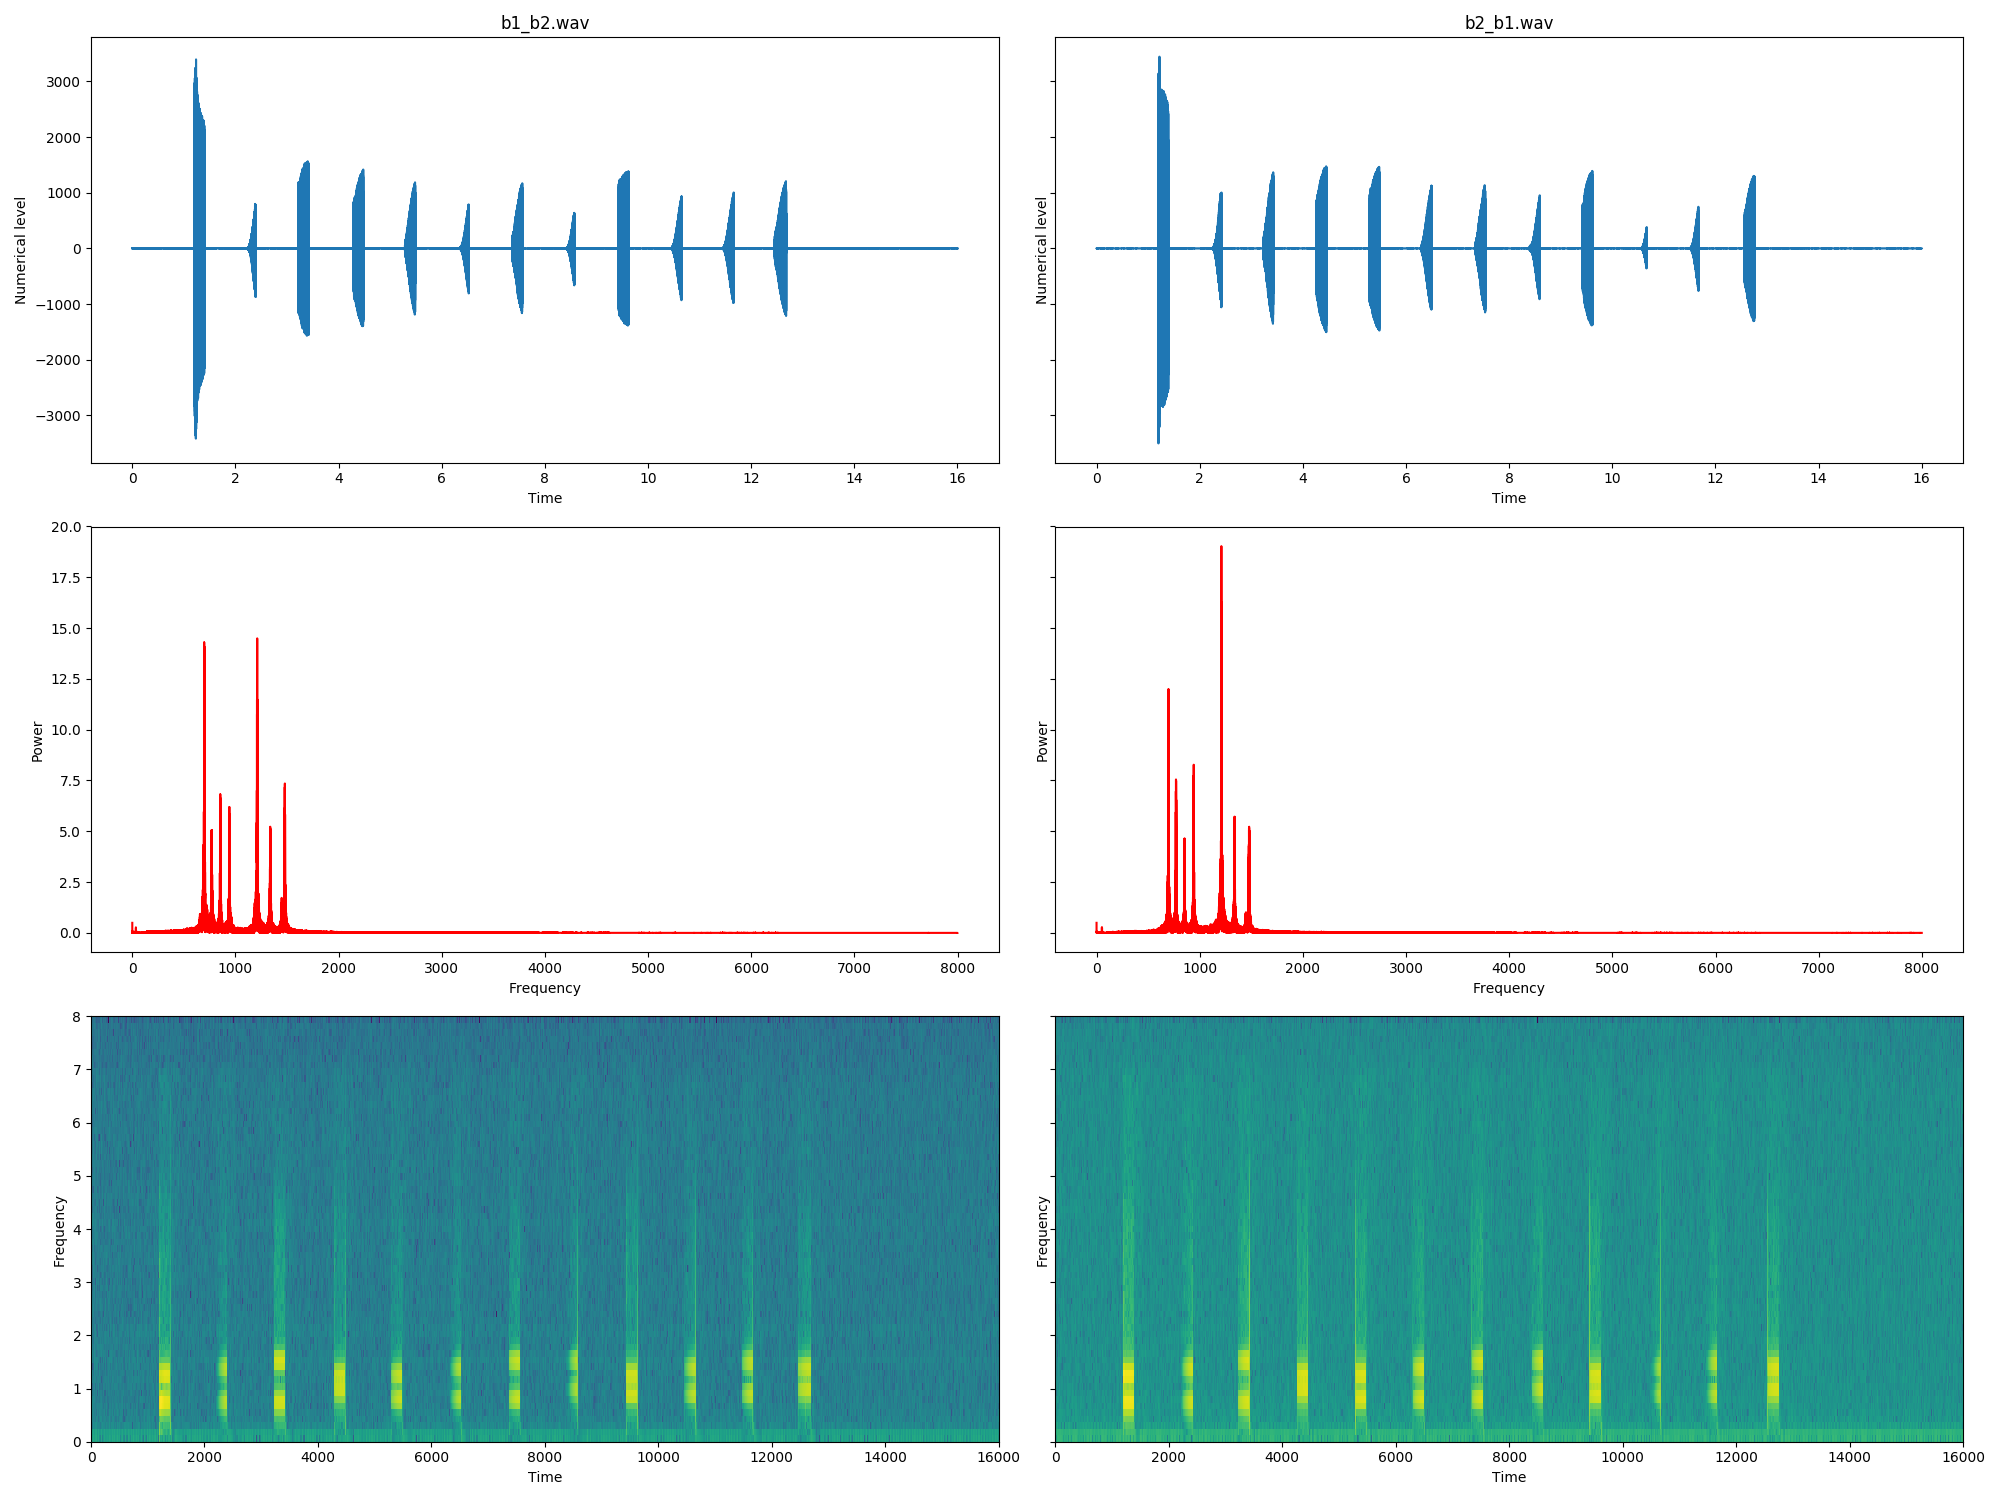 b1_b2.wav
b2_b1.wav
3000
2000
1000
0
−1000
−2000
−3000
Numerical level
Numerical level
0 2 4 6 8 10 12 14 16
0 2 4 6 8 10 12 14 16
Time
Time
20.0
17.5
15.0
12.5
10.0
7.5
5.0
2.5
0.0
Power
Power
0 1000 2000 3000 4000 5000 6000 7000 8000
0 1000 2000 3000 4000 5000 6000 7000 8000
Frequency
Frequency
8
7
6
5
4
3
2
1
0
Frequency
Frequency
0 2000 4000 6000 8000 10000 12000 14000 16000
0 2000 4000 6000 8000 10000 12000 14000 16000
Time
Time